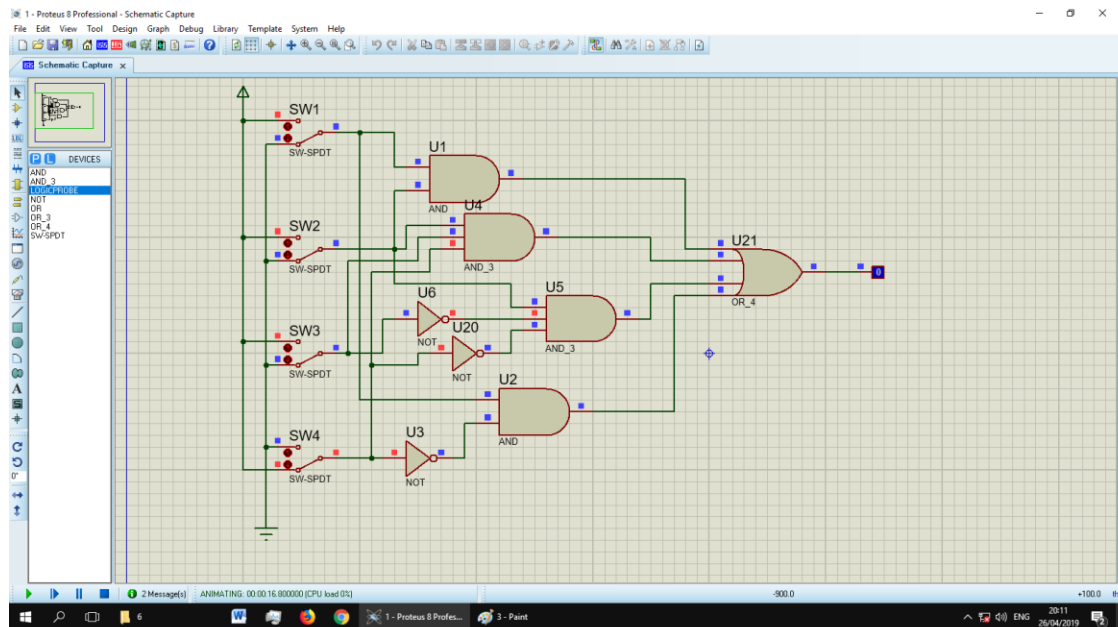 1 - Proteus 8 Professional - Schematic Capture
File Edit View Tool Design Graph Debug Library Template System Help
Schematic Capture
P L DEVICES
AND
AND_3
LOGICPROBE
NOT
OR
OR_3
OR_4
SW-SPDT
SW1
SW-SPDT
U1
AND
SW2
SW-SPDT
U4
AND_3
U21
OR_4
0
U6
NOT
U5
AND_3
SW3
SW-SPDT
U20
NOT
U2
AND
SW4
SW-SPDT
U3
NOT
0°
2 Message(s) ANIMATING: 00:00:16.800000 (CPU load 0%) -900.0 +100.0 th
6 1 - Proteus 8 Profes... 3 - Paint ENG 20:11
26/04/2019 2